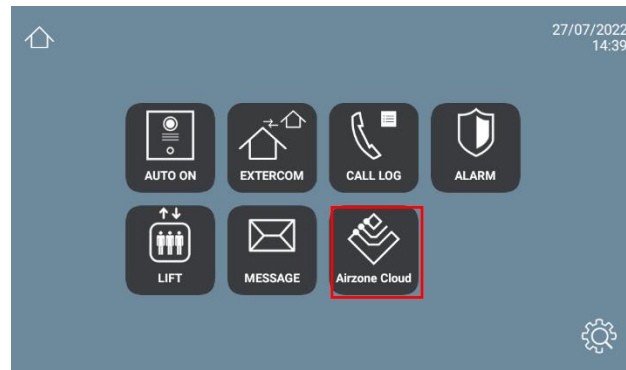 27/07/2022
14:39
AUTO ON
EXTERCOM
CALL LOG
ALARM
LIFT
MESSAGE
Airzone Cloud